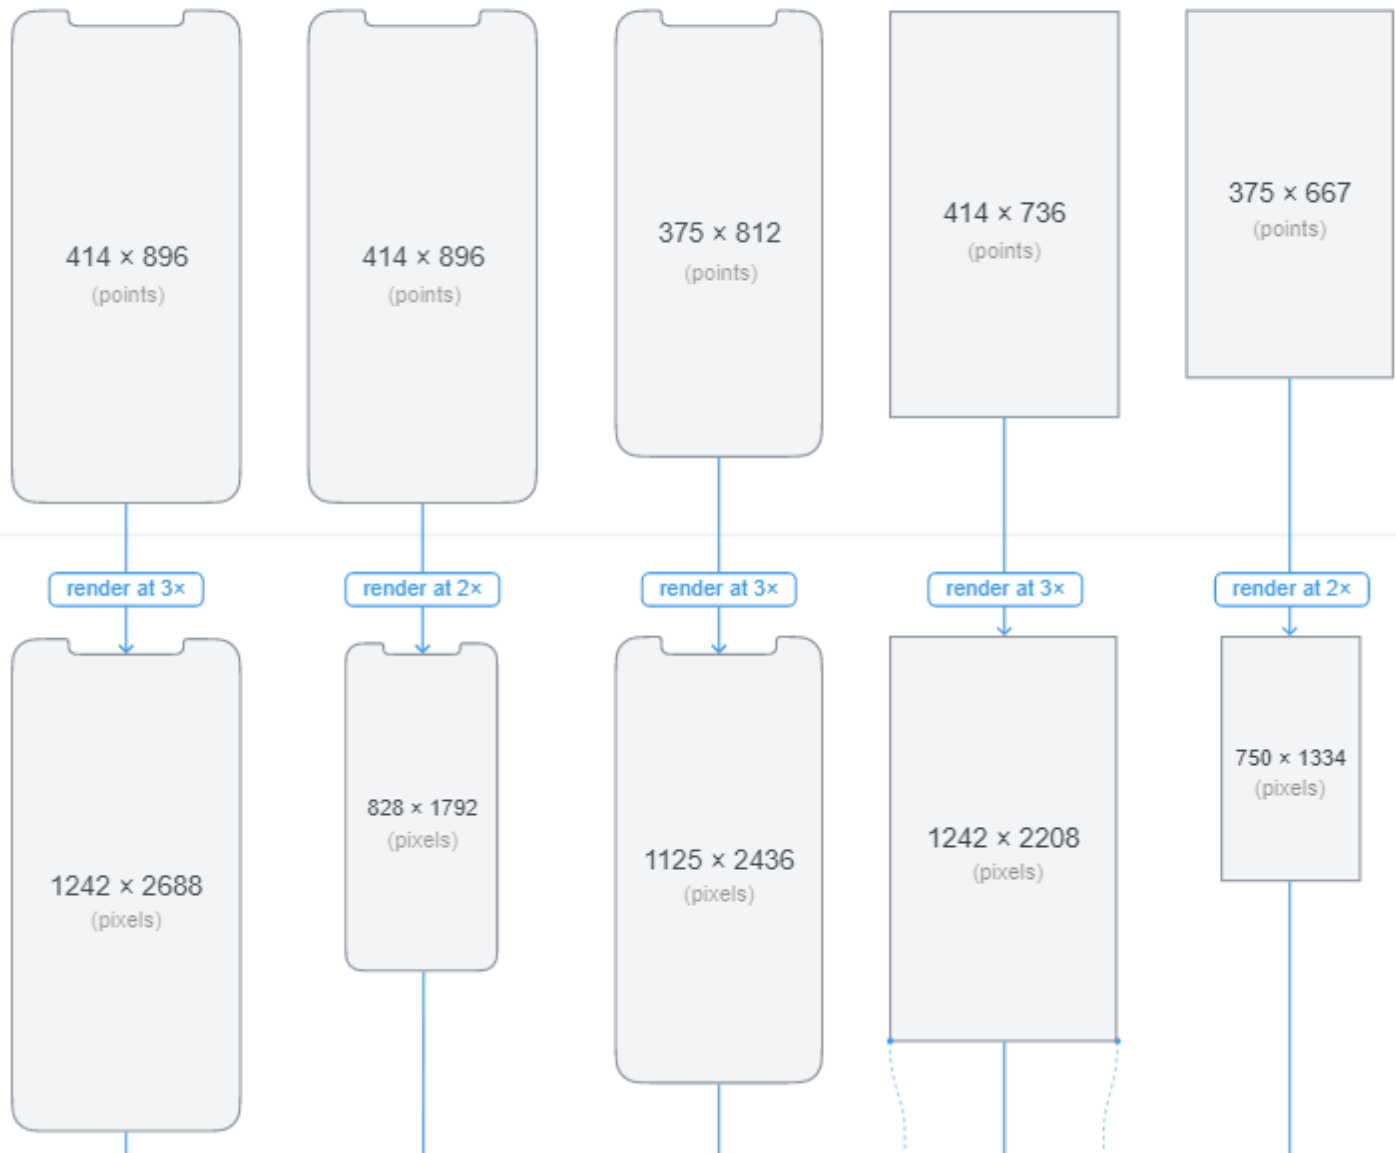 414 × 896
(points)
414 × 896
(points)
375 × 812
(points)
414 × 736
(points)
375 × 667
(points)
render at 3×
render at 2×
render at 3×
render at 3×
render at 2×
1242 × 2688
(pixels)
828 × 1792
(pixels)
1125 × 2436
(pixels)
1242 × 2208
(pixels)
750 × 1334
(pixels)